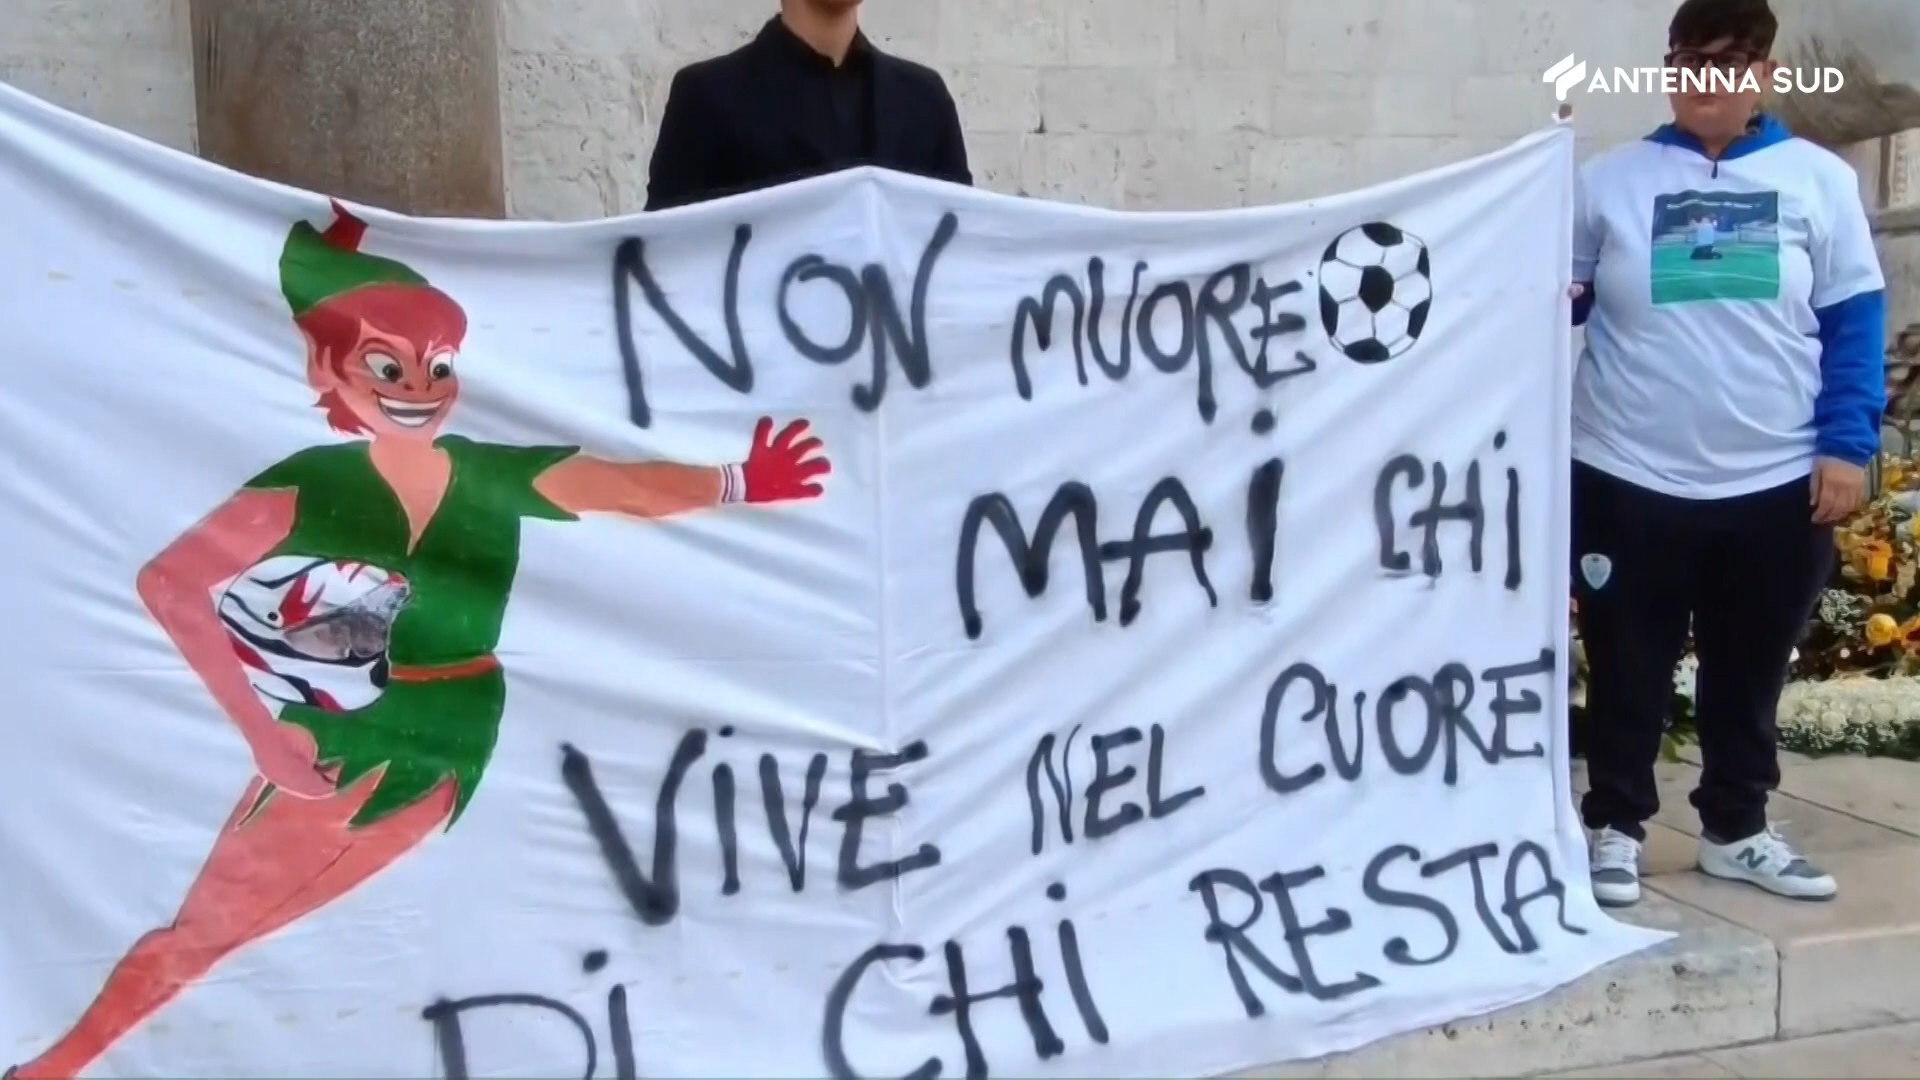 ANTENNA SUD
NON MUORE
MAi CHi
ViVE NEL CUORE
Di CHi RESTA